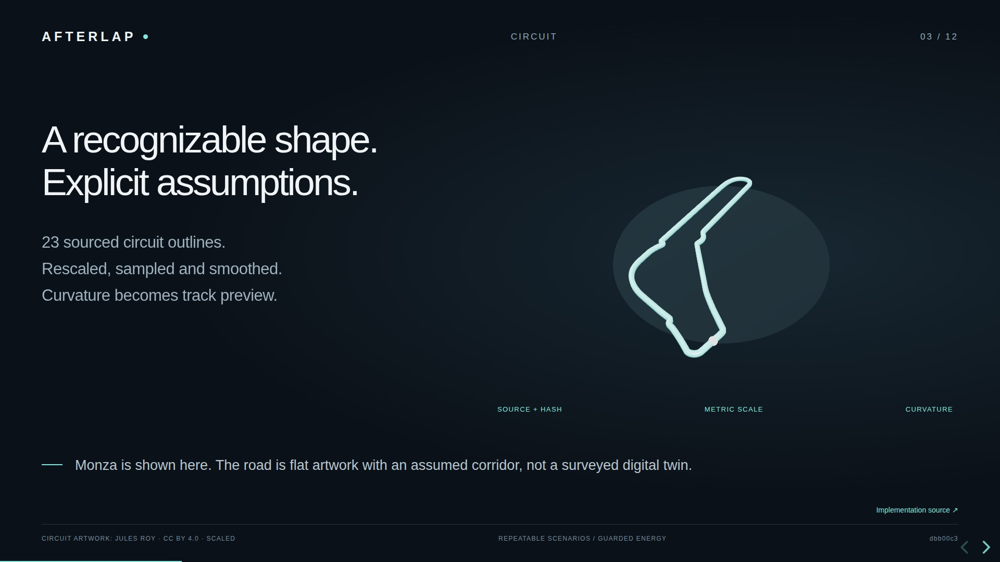 AFTERLAP
CIRCUIT
03 / 12
A recognizable shape.
Explicit assumptions.
23 sourced circuit outlines.
Rescaled, sampled and smoothed.
Curvature becomes track preview.
SOURCE + HASH
METRIC SCALE
CURVATURE
Monza is shown here. The road is flat artwork with an assumed corridor, not a surveyed digital twin.
Implementation source ↗
CIRCUIT ARTWORK: JULES ROY · CC BY 4.0 · SCALED
REPEATABLE SCENARIOS / GUARDED ENERGY
dbb00c3